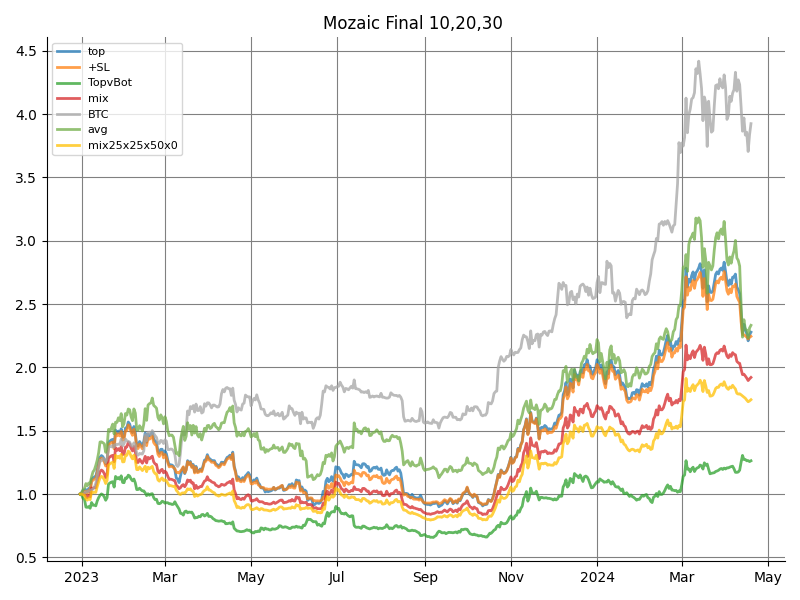 Mozaic Final 10,20,30
top
+SL
TopvBot
mix
BTC
avg
mix25x25x50x0
4.5
4.0
3.5
3.0
2.5
2.0
1.5
1.0
0.5
2023 Mar May Jul Sep Nov 2024 Mar May